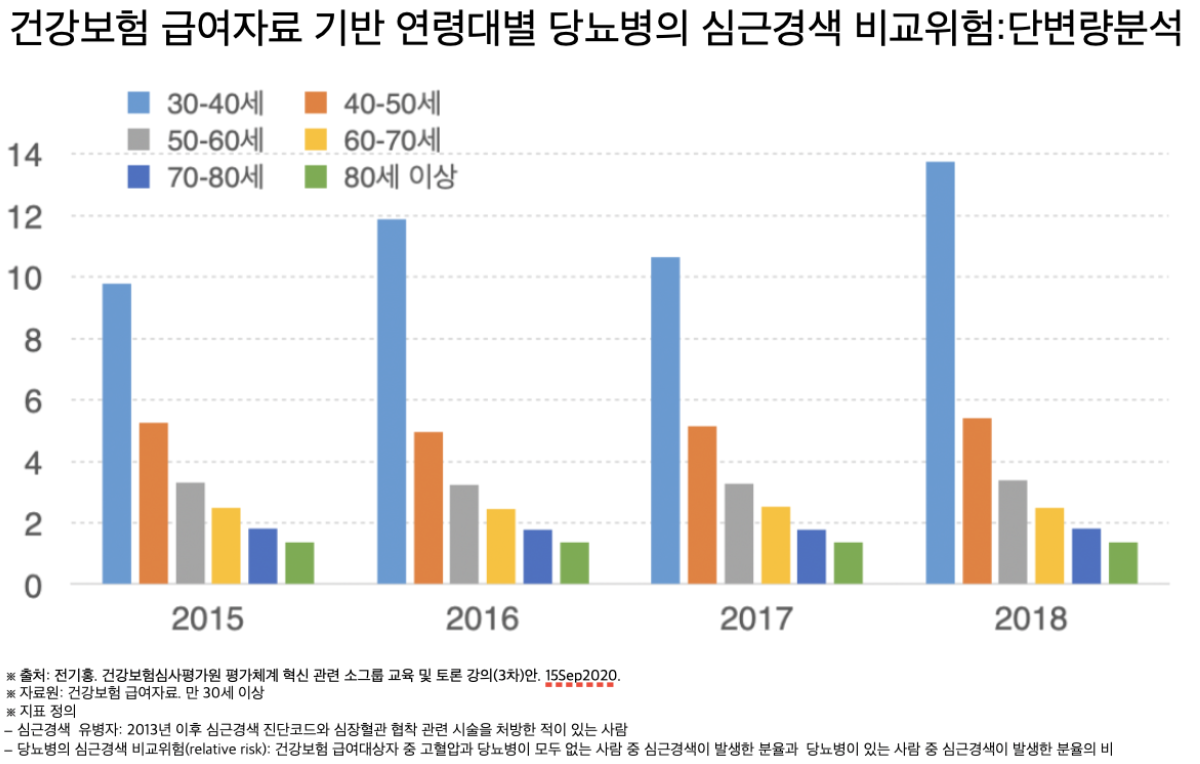 건강보험 급여자료 기반 연령대별 당뇨병의 심근경색 비교위험:단변량분석
30-40세 40-50세
50-60세 60-70세
70-80세 80세 이상
14
12
10
8
6
4
2
0
2015 2016 2017 2018
※ 출처: 전기홍. 건강보험심사평가원 평가체계 혁신 관련 소그룹 교육 및 토론 강의(3차)안. 15Sep2020.
※ 자료원: 건강보험 급여자료. 만 30세 이상
※ 지표 정의
– 심근경색 유병자: 2013년 이후 심근경색 진단코드와 심장혈관 협착 관련 시술을 처방한 적이 있는 사람
– 당뇨병의 심근경색 비교위험(relative risk): 건강보험 급여대상자 중 고혈압과 당뇨병이 모두 없는 사람 중 심근경색이 발생한 분율과 당뇨병이 있는 사람 중 심근경색이 발생한 분율의 비